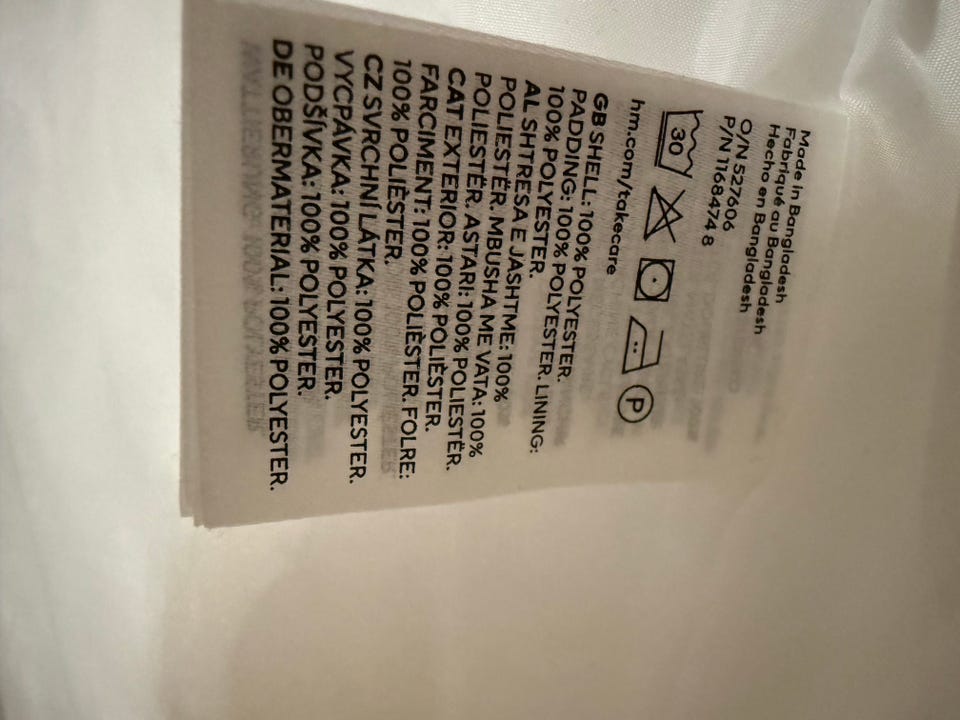 Made in Bangladesh
Fabriqué au Bangladesh
Hecho en Bangladesh
O/N 527606
P/N 1168474 8
30
P
hm.com/takecare
GB SHELL: 100% POLYESTER.
PADDING: 100% POLYESTER. LINING:
100% POLYESTER.
AL SHTRESA E JASHTME: 100%
POLIESTËR. MBUSHA ME VATA: 100%
POLIESTËR. ASTARI: 100% POLIESTËR.
CAT EXTERIOR: 100% POLIÈSTER.
FARCIMENT: 100% POLIÈSTER. FOLRE:
100% POLIÈSTER.
CZ SVRCHNÍ LÁTKA: 100% POLYESTER.
VYCPÁVKA: 100% POLYESTER.
PODŠÍVKA: 100% POLYESTER.
DE OBERMATERIAL: 100% POLYESTER.